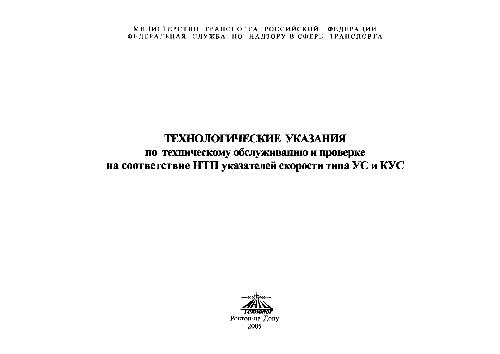 МИНИСТЕРСТВО ТРАНСПОРТА РОССИЙСКОЙ ФЕДЕРАЦИИ
ФЕДЕРАЛЬНАЯ СЛУЖБА ПО НАДЗОРУ В СФЕРЕ ТРАНСПОРТА
ТЕХНОЛОГИЧЕСКИЕ УКАЗАНИЯ
по техническому обслуживанию и проверке
на соответствие НТП указателей скорости типа УС и КУС
Ростов-на-Дону
2005